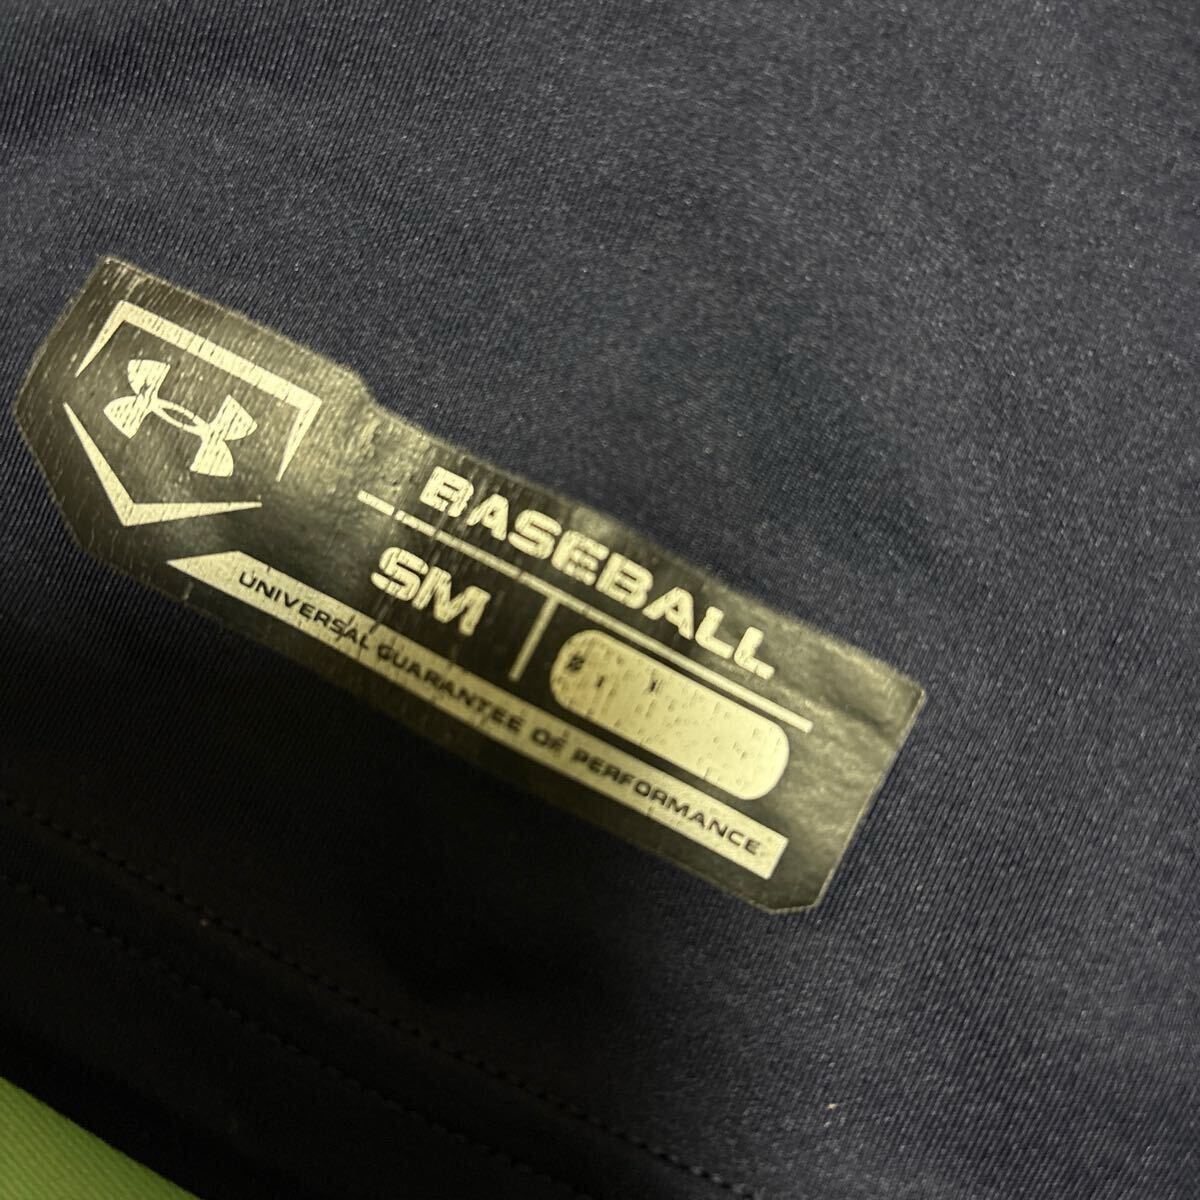 BASEBALL
SM
#
UNIVERSAL GUARANTEE OF PERFORMANCE